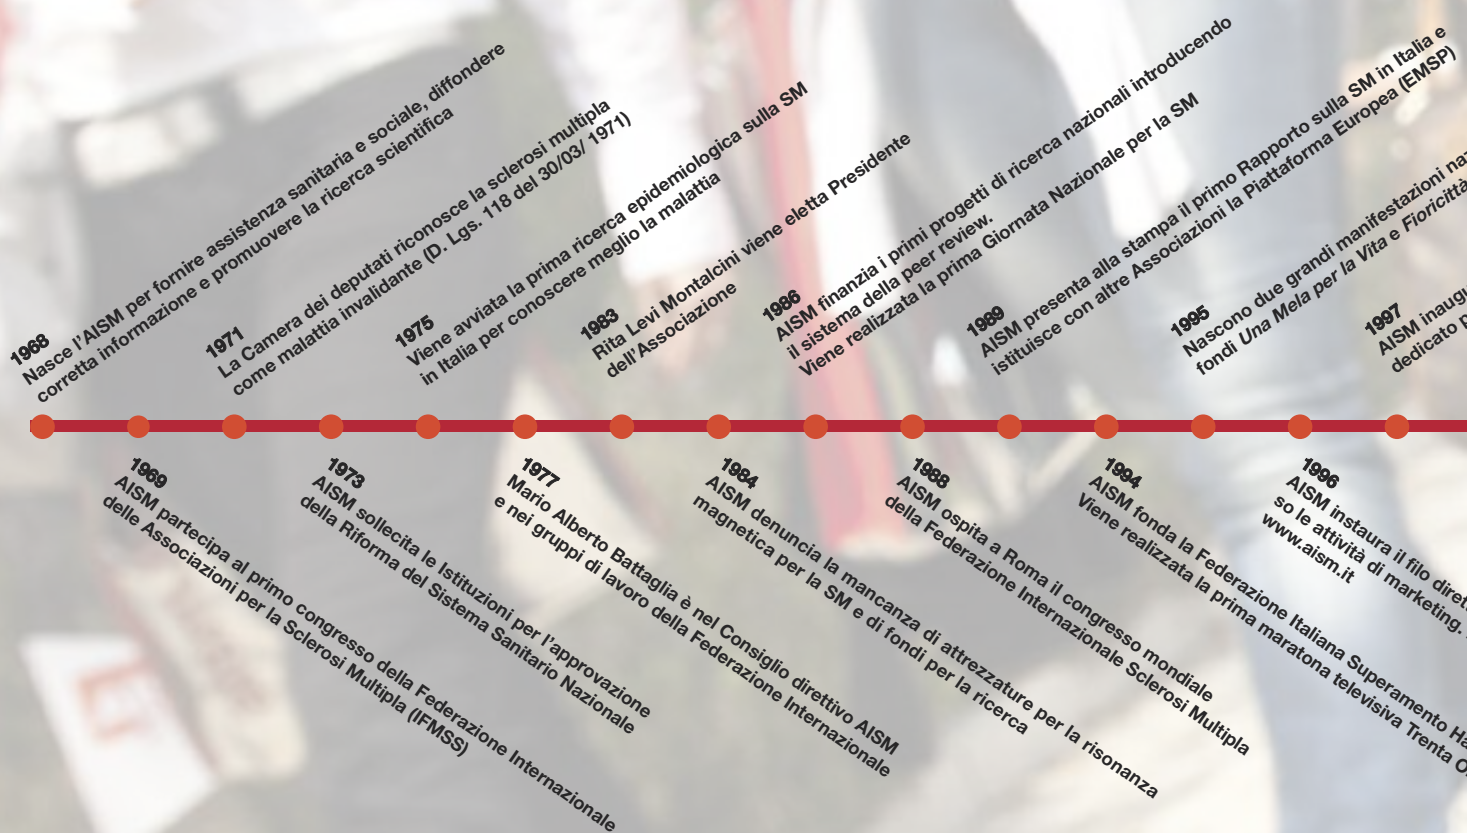 1968
Nasce l'AISM per fornire assistenza sanitaria e sociale, diffondere
corretta informazione e promuovere la ricerca scientifica
1971
La Camera dei deputati riconosce la sclerosi multipla
come malattia invalidante (D. Lgs. 118 del 30/03/ 1971)
1975
Viene avviata la prima ricerca epidemiologica sulla SM
in Italia per conoscere meglio la malattia
1983
Rita Levi Montalcini viene eletta Presidente
dell'Associazione
1986
AISM finanzia i primi progetti di ricerca nazionali introducendo
il sistema della peer review.
Viene realizzata la prima Giornata Nazionale per la SM
1989
AISM presenta alla stampa il primo Rapporto sulla SM in Italia e
istituisce con altre Associazioni la Piattaforma Europea (EMSP)
1995
Nascono due grandi manifestazioni
fondi Una Mela per la Vita e Fioricittà
1997
AISM
dedicato
1969
AISM partecipa al primo congresso della Federazione Internazionale
delle Associazioni per la Sclerosi Multipla (IFMSS)
1973
AISM sollecita le Istituzioni per l'approvazione
della Riforma del Sistema Sanitario Nazionale
1977
Mario Alberto Battaglia è nel Consiglio direttivo AISM
e nei gruppi di lavoro della Federazione Internazionale
1984
AISM denuncia la mancanza di attrezzature per la risonanza
magnetica per la SM e di fondi per la ricerca
1988
AISM ospita a Roma il congresso mondiale
della Federazione Internazionale Sclerosi Multipla
1994
AISM fonda la Federazione Italiana Superamento
Viene realizzata la prima maratona televisiva Trenta
1996
AISM instaura il filo
so le attività di marketing.
www.aism.it